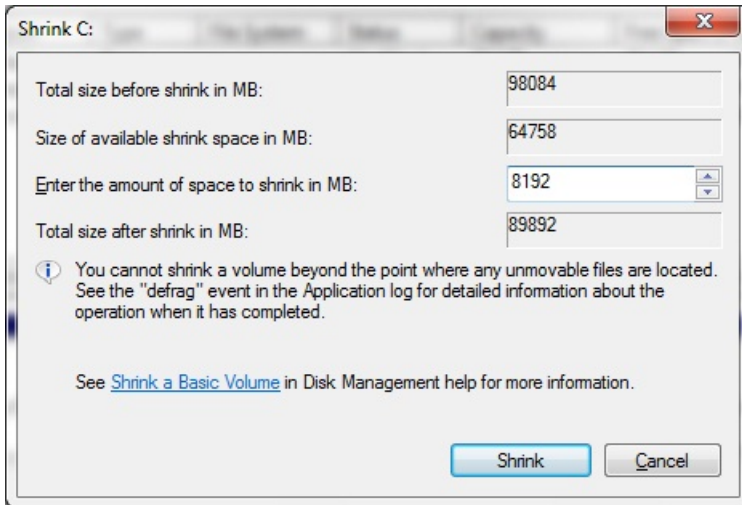 Shrink C:
Total size before shrink in MB: 98084
Size of available shrink space in MB: 64758
Enter the amount of space to shrink in MB: 8192
Total size after shrink in MB: 89892
You cannot shrink a volume beyond the point where any unmovable files are located.
See the "defrag" event in the Application log for detailed information about the
operation when it has completed.
See Shrink a Basic Volume in Disk Management help for more information.
Shrink Cancel